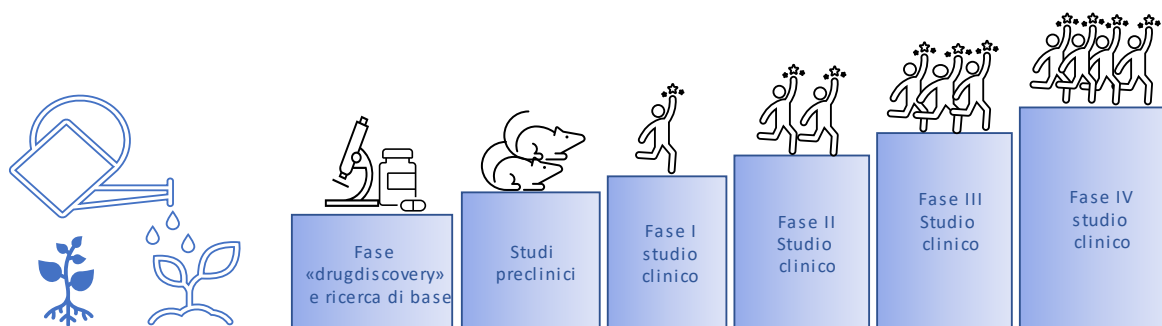 Fase
«drugdiscovery»
e ricerca di base
Studi
preclinici
Fase I
studio
clinico
Fase II
Studio
clinico
Fase III
Studio
clinico
Fase IV
studio
clinico